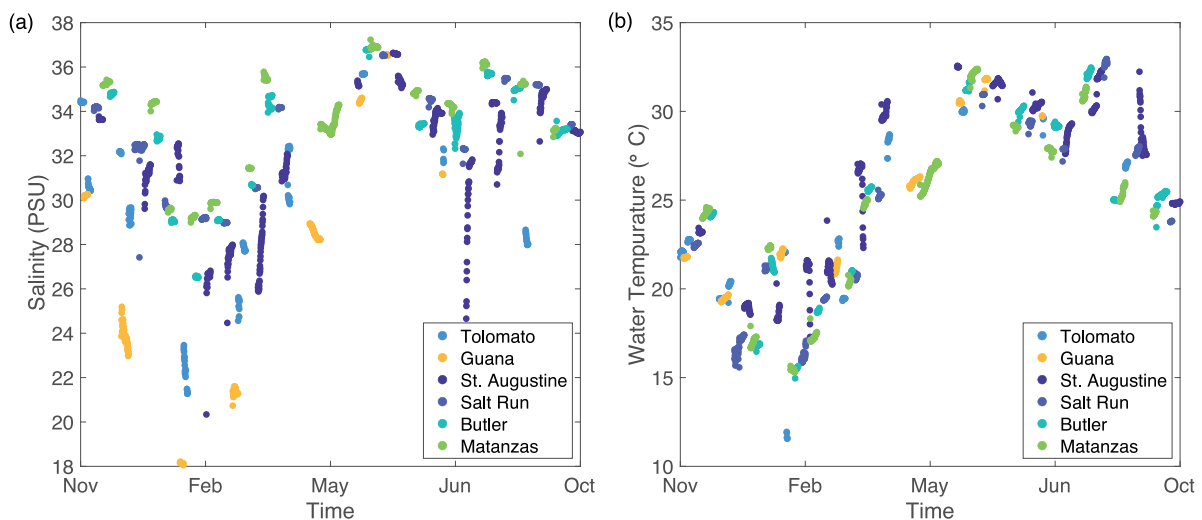 (a)
Salinity (PSU)
38
36
34
32
30
28
26
24
22
20
18
Nov
Feb
May
Jun
Oct
Time
Tolomato
Guana
St. Augustine
Salt Run
Butler
Matanzas
(b)
Water Tempurature (° C)
35
30
25
20
15
10
Nov
Feb
May
Jun
Oct
Time
Tolomato
Guana
St. Augustine
Salt Run
Butler
Matanzas